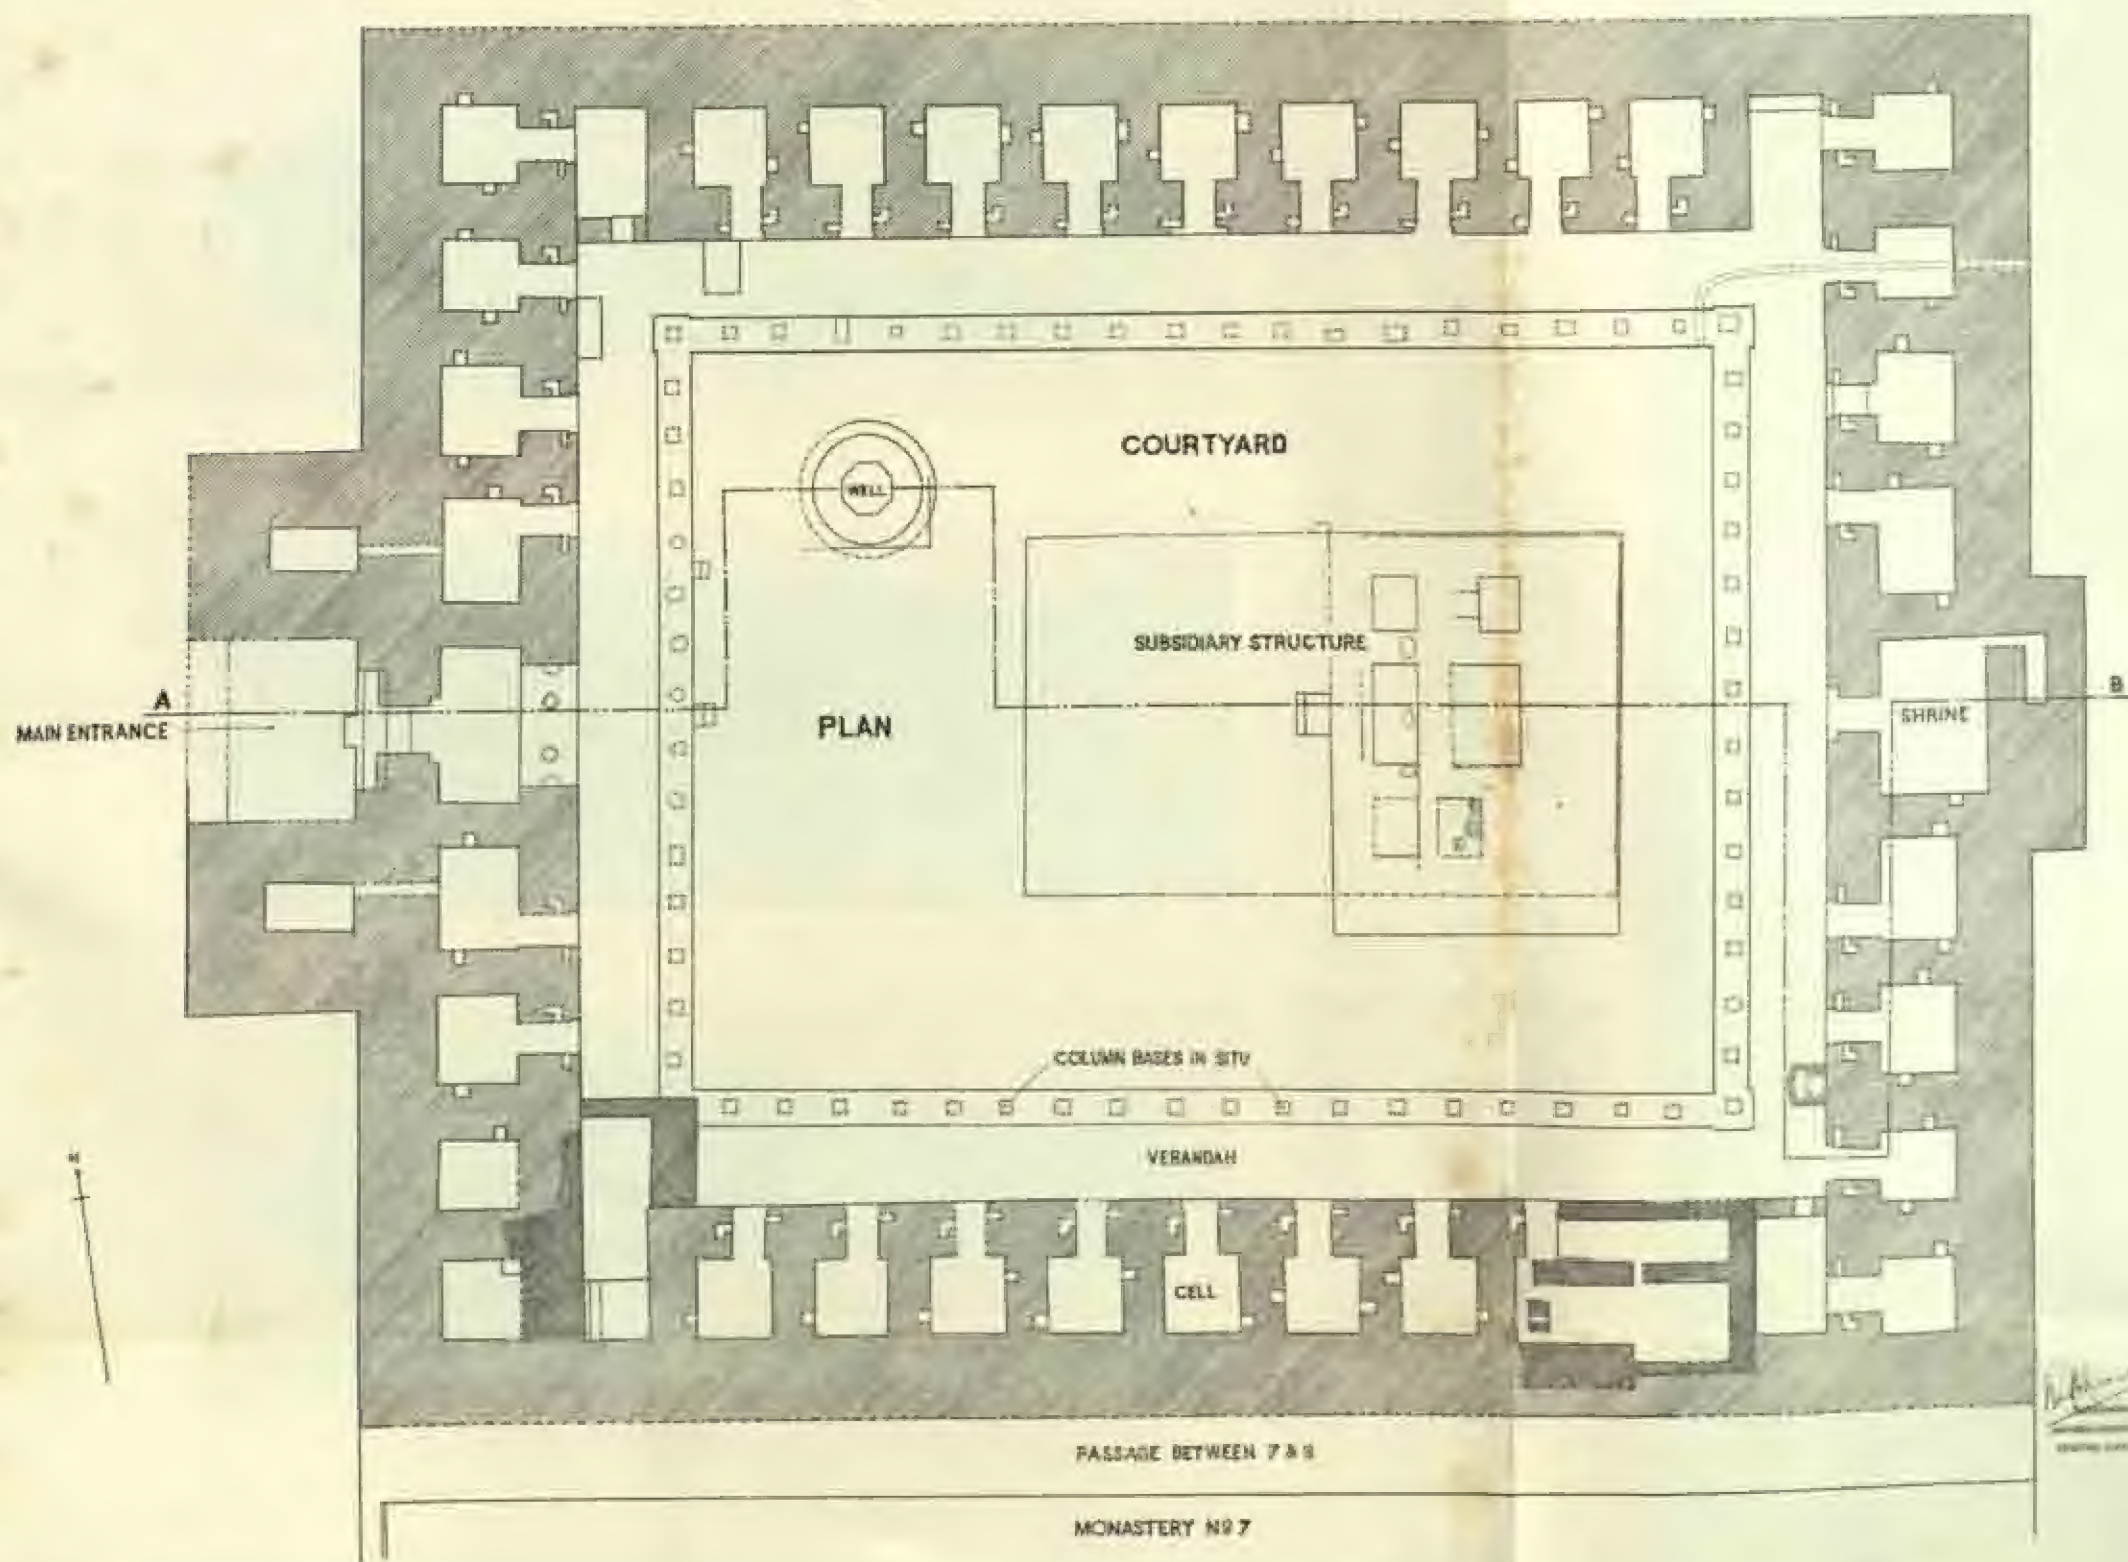 COURTYARD
WELL
SUBSIDIARY STRUCTURE
A
MAIN ENTRANCE
PLAN
B
SHRINE
COLUMN BASES IN SITU
N
VERANDAH
CELL
PASSAGE BETWEEN 7 & 8
MONASTERY Nº 7